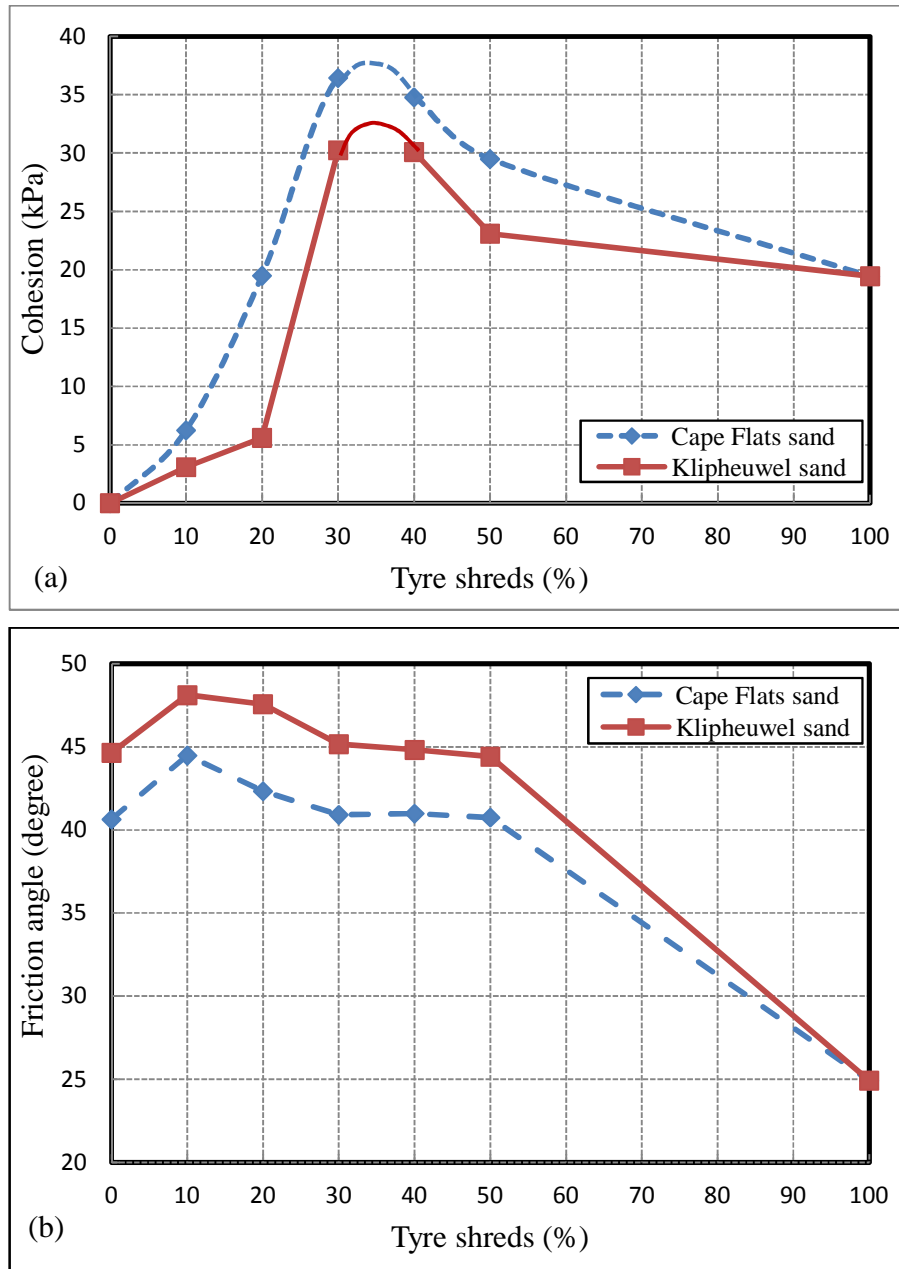 40
35
30
25
20
15
10
5
0
Cohesion (kPa)
Cape Flats sand
Klipheuwel sand
0 10 20 30 40 50 60 70 80 90 100
(a) Tyre shreds (%)
50
45
40
35
30
25
20
Friction angle (degree)
Cape Flats sand
Klipheuwel sand
0 10 20 30 40 50 60 70 80 90 100
(b) Tyre shreds (%)